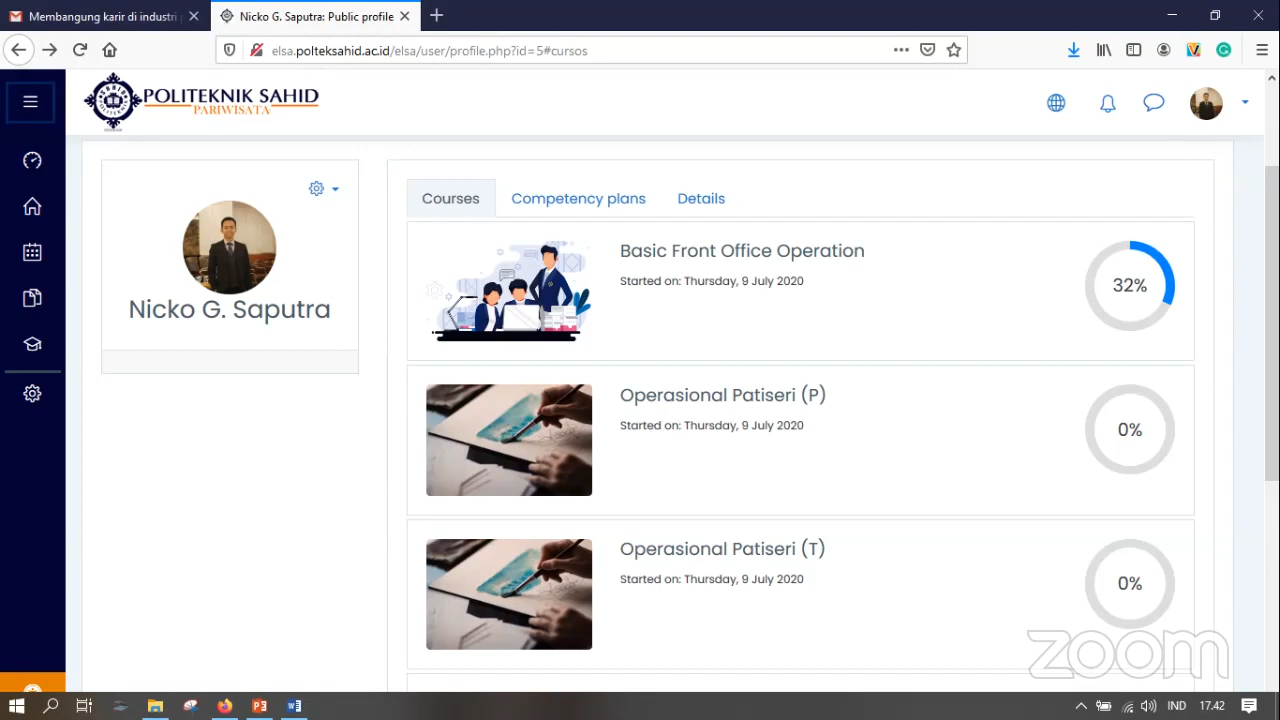 Membangung karir di industri
Nicko G. Saputra: Public profile
elsa.polteksahid.ac.id/elsa/user/profile.php?id=5#cursos
POLITEKNIK SAHID
PARIWISATA
Nicko G. Saputra
Courses
Competency plans
Details
Basic Front Office Operation
Started on: Thursday, 9 July 2020
32%
Operasional Patiseri (P)
Started on: Thursday, 9 July 2020
0%
Operasional Patiseri (T)
Started on: Thursday, 9 July 2020
0%
zoom
IND
17.42